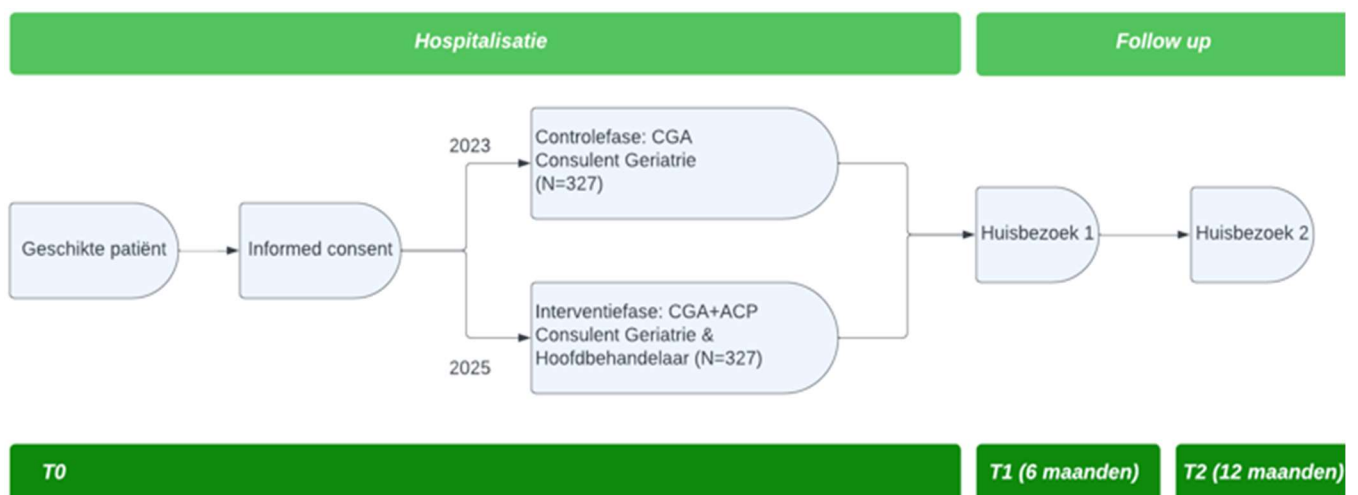 Hospitalisatie
Follow up
2023
Controlefase: CGA
Consulent Geriatrie
(N=327)
Geschikte patiënt
Informed consent
Huisbezoek 1
Huisbezoek 2
Interventiefase: CGA+ACP
Consulent Geriatrie &
Hoofdbehandelaar (N=327)
2025
T0
T1 (6 maanden)
T2 (12 maanden)